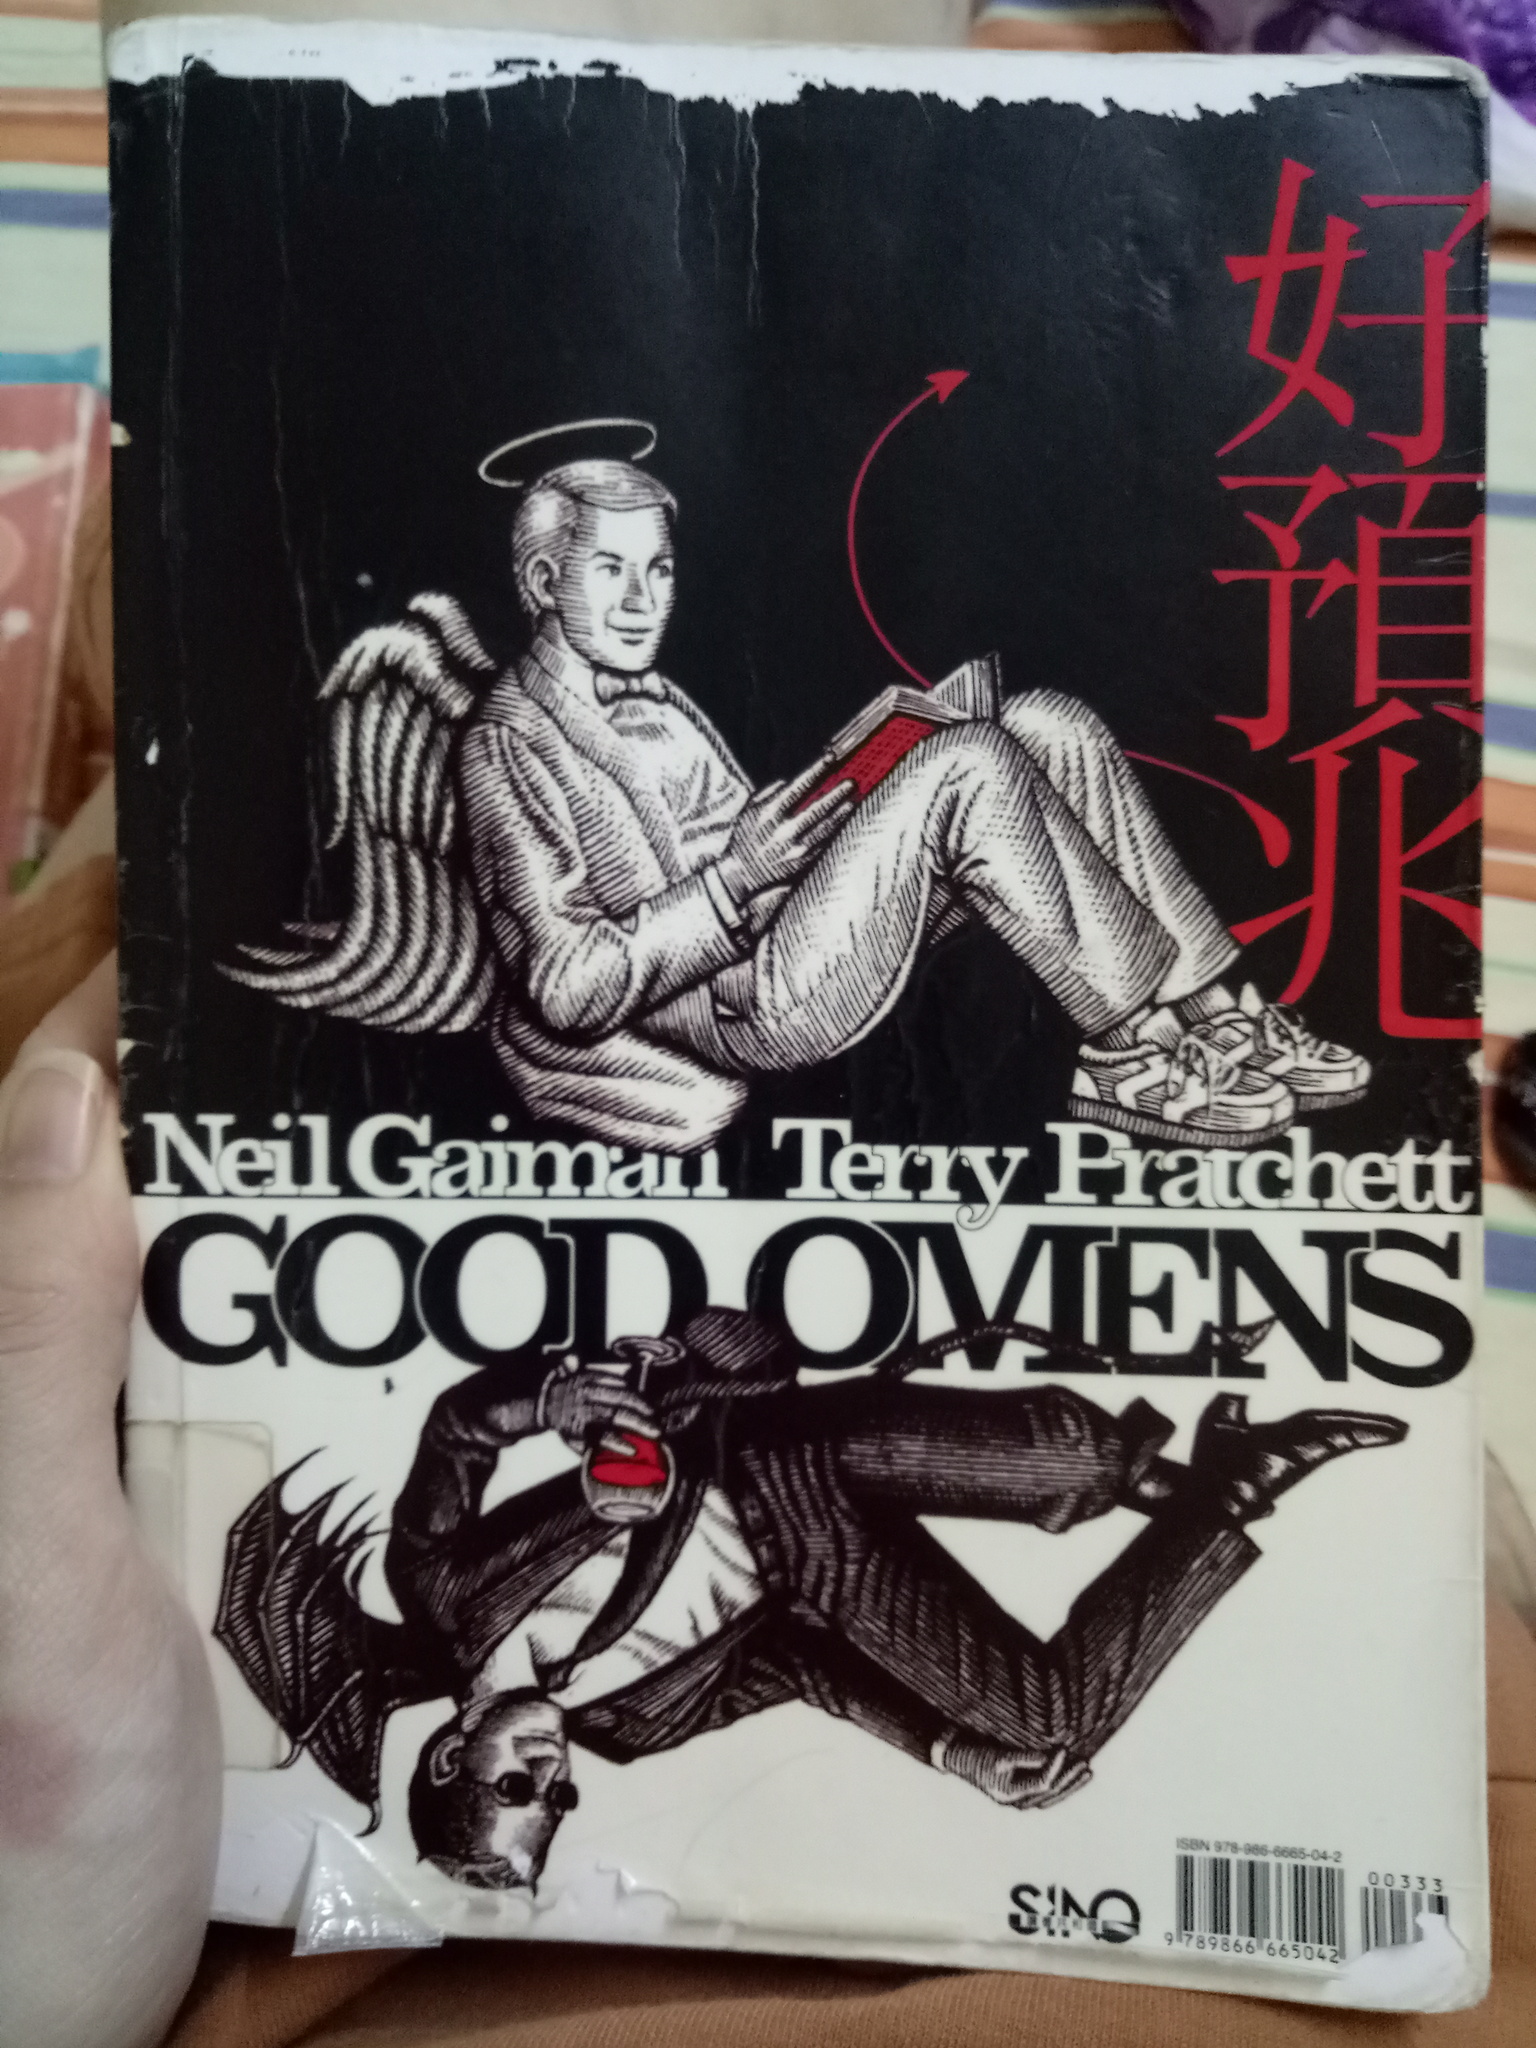 好預兆
Neil Gaiman Terry Pratchett
GOOD OMENS
ISBN 978-986-6665-04-2
00333
SINO
9 789866 665042